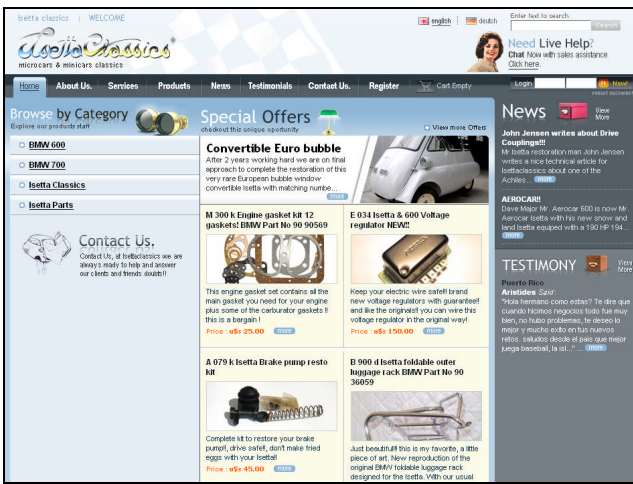 Isetta classics | WELCOME
english | deutch
Enter text to search
Search
IsettaClassics
microcars & minicars classics
Need Live Help?
Chat Now with sales assistance
Click here.
Home About Us. Services Products News Testimonials Contact Us. Register Cart Empty
Login New!
Browse by Category
Explore our products staff
BMW 600
BMW 700
Isetta Classics
Isetta Parts
Contact Us.
Contact Us, at Isettaclassics we are
always ready to help and answer
our clients and friends doubts!!
Special Offers
checkout this unique oportunity
View more Offers
Convertible Euro bubble
After 2 years working hard we are on final
approach to complete the restoration of this
very rare European bubble window
convertible Isetta with matching numbe...
more
M 300 k Engine gasket kit 12
gaskets! BMW Part No 90 90569
This engine gasket set contains all the
main gasket you need for your engine
plus some of the carburator gaskets !!
this is a bargain !
Price : u$s 25,00 more
E 034 Isetta & 600 Voltage
regulator NEW!!
Keep your electric wire safe!! brand
new voltage regulators with guarantee!!
and like the originals!! you can wire this
voltage regulator in the original way!
Price : u$s 150,00 more
A 079 k Isetta Brake pump resto
kit
Complete kit to restore your brake
pump!!, drive safe!!, don't make fried
eggs with your Isetta!!
Price : u$s 45,00 more
B 900 d Isetta foldable outer
luggage rack BMW Part No 90
36059
Just beautiful!!! this is my favorite, a little
piece of art. New reproduction of the
original BMW foldable luggage rack
designed for the Isetta. With our usual
News
View
More
John Jensen writes about Drive
Couplings!!!
Mr Isetta restoration man John Jensen
writes a nice technical article for
Isettaclassics about one of the
Achiles... more
AEROCAR!!
Dave Major Mr. Aerocar 600 is now Mr.
Aerocar Isetta with his new snow and
land Isetta equiped with a 190 HP 194...
more
TESTIMONY
View
More
Puerto Rico
Aristides Said:
"Hola hermano como estas? Te dire que
cuando hicimos negocios todo fue muy
bien, no hubo problemas, te deseo lo
mejor y mucho exito en tus nuevos
retos. saludos desde el pais que mejor
juega baseball, la isl..." ... more